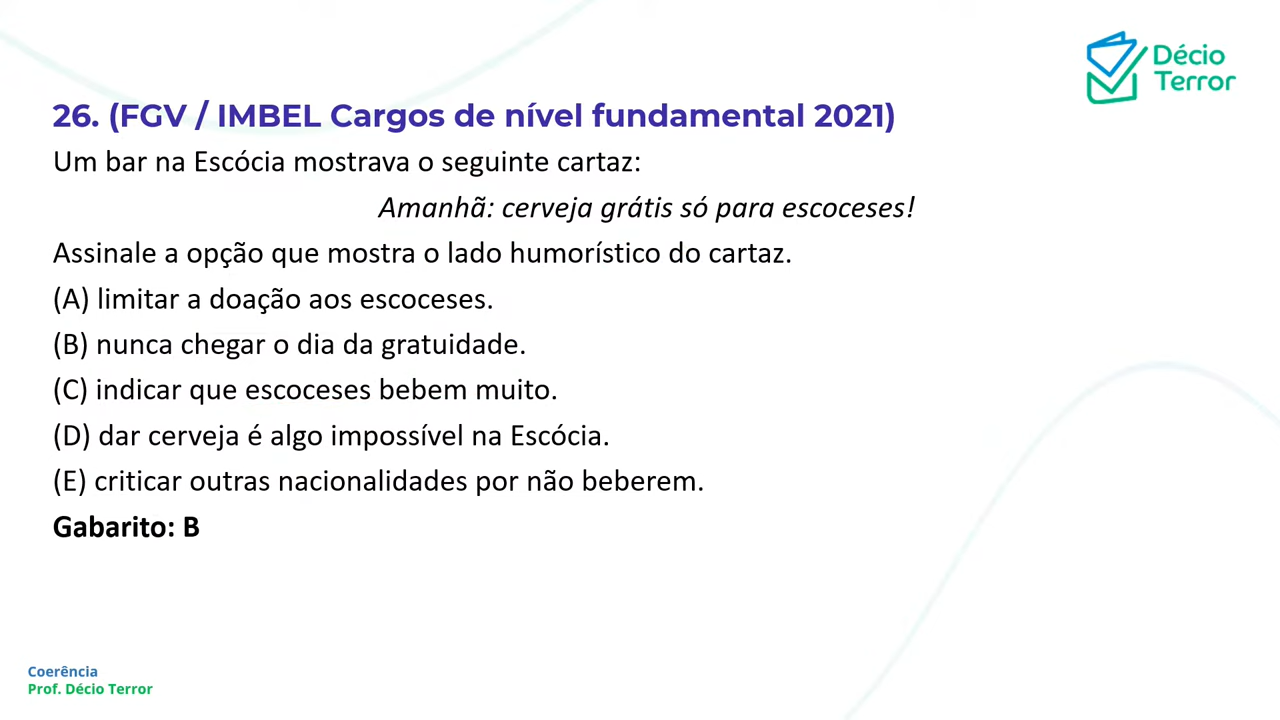 Décio
Terror
26. (FGV / IMBEL Cargos de nível fundamental 2021)
Um bar na Escócia mostrava o seguinte cartaz:
Amanhã: cerveja grátis só para escoceses!
Assinale a opção que mostra o lado humorístico do cartaz.
(A) limitar a doação aos escoceses.
(B) nunca chegar o dia da gratuidade.
(C) indicar que escoceses bebem muito.
(D) dar cerveja é algo impossível na Escócia.
(E) criticar outras nacionalidades por não beberem.
Gabarito: B
Coerência
Prof. Décio Terror